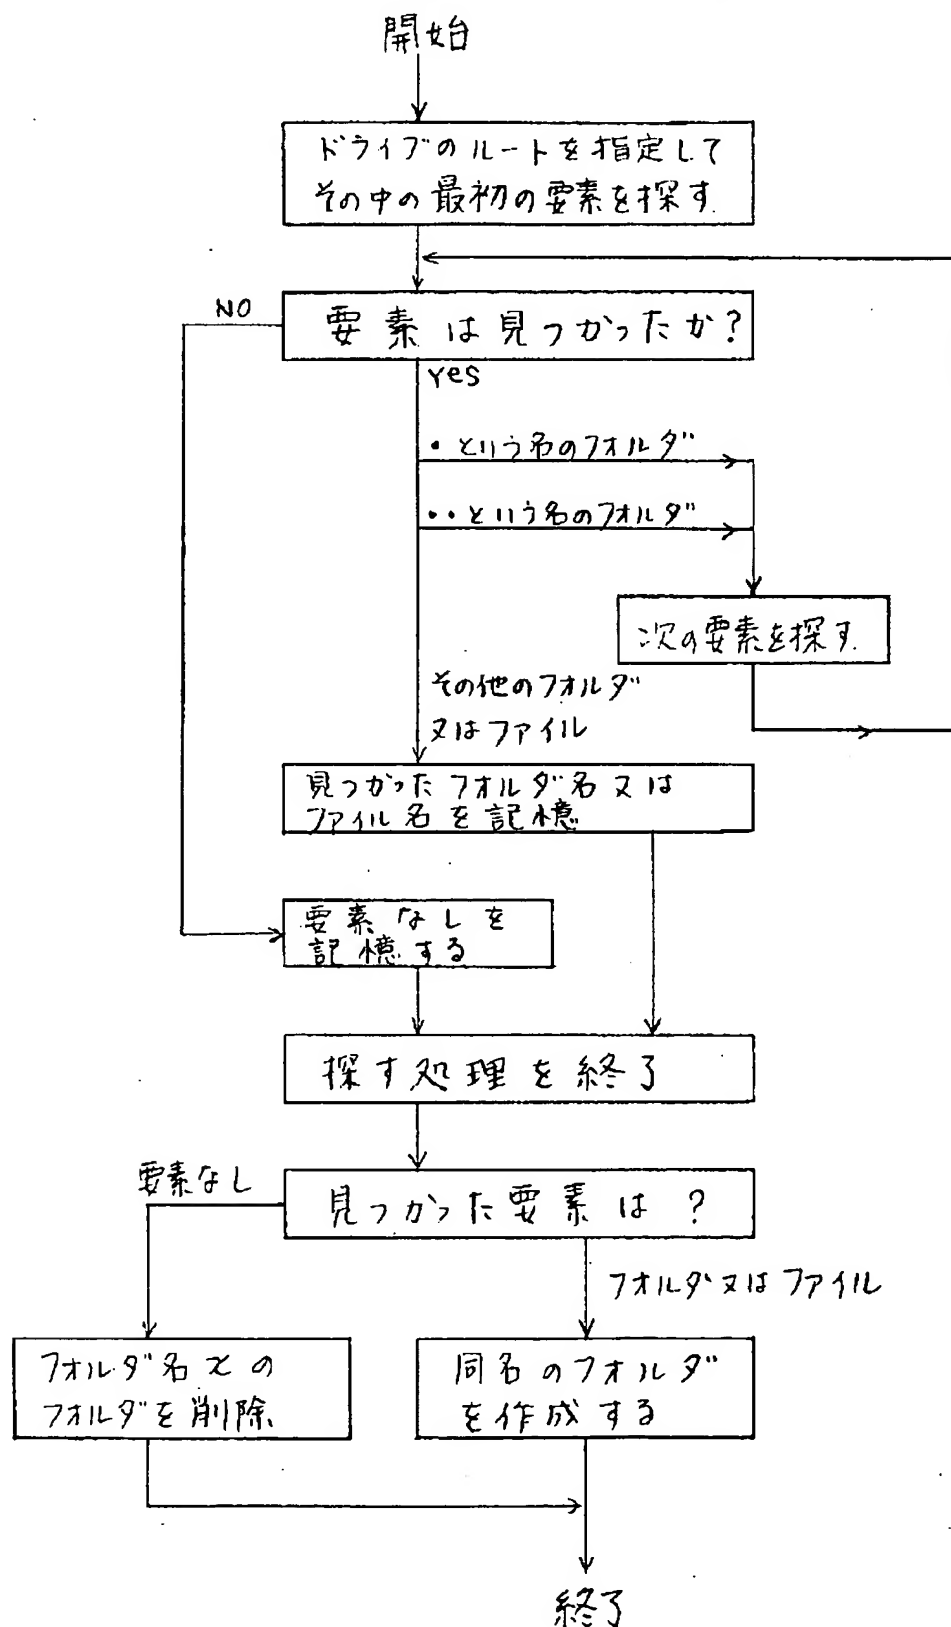 開始
ドライブのルートを指定して
その中の最初の要素を探す
NO
要素は見つかったか?
yes
・という名のフォルダ
・・という名のフォルダ
次の要素を探す
その他のフォルダ
又はファイル
見つかったフォルダ名又は
ファイル名を記憶
要素なしを
記憶する
探す処理を終了
要素なし
見つかった要素は?
フォルダ又はファイル
フォルダ名xの
フォルダを削除
同名のフォルダ
を作成する
終了